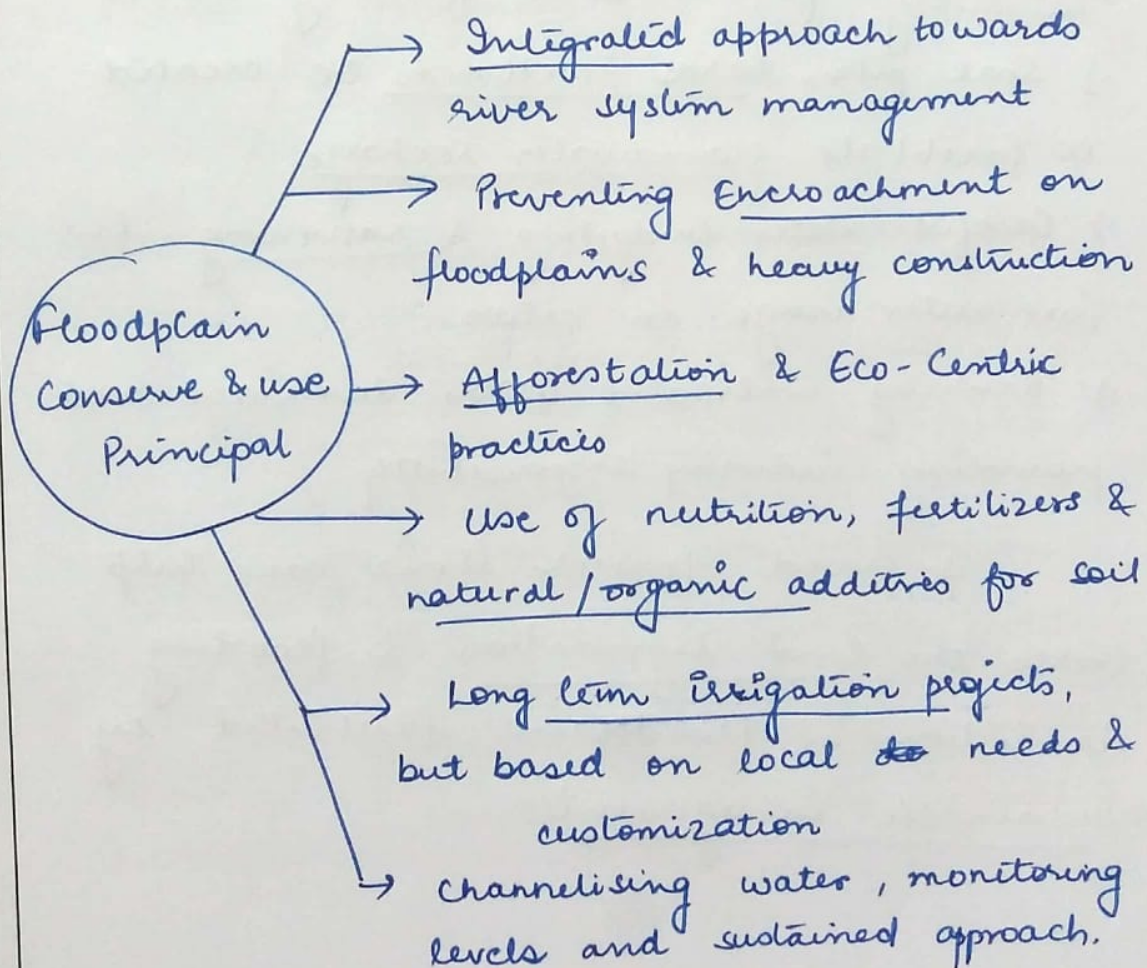 Integrated approach towards
river system management
Preventing Encroachment on
floodplains & heavy construction
Floodplain
Conserve & use
Principal
Afforestation & Eco-Centric
practices
Use of nutrition, fertilizers &
natural/organic additives for soil
Long term irrigation projects,
but based on local needs &
customization
channelising water, monitoring
levels and sustained approach.